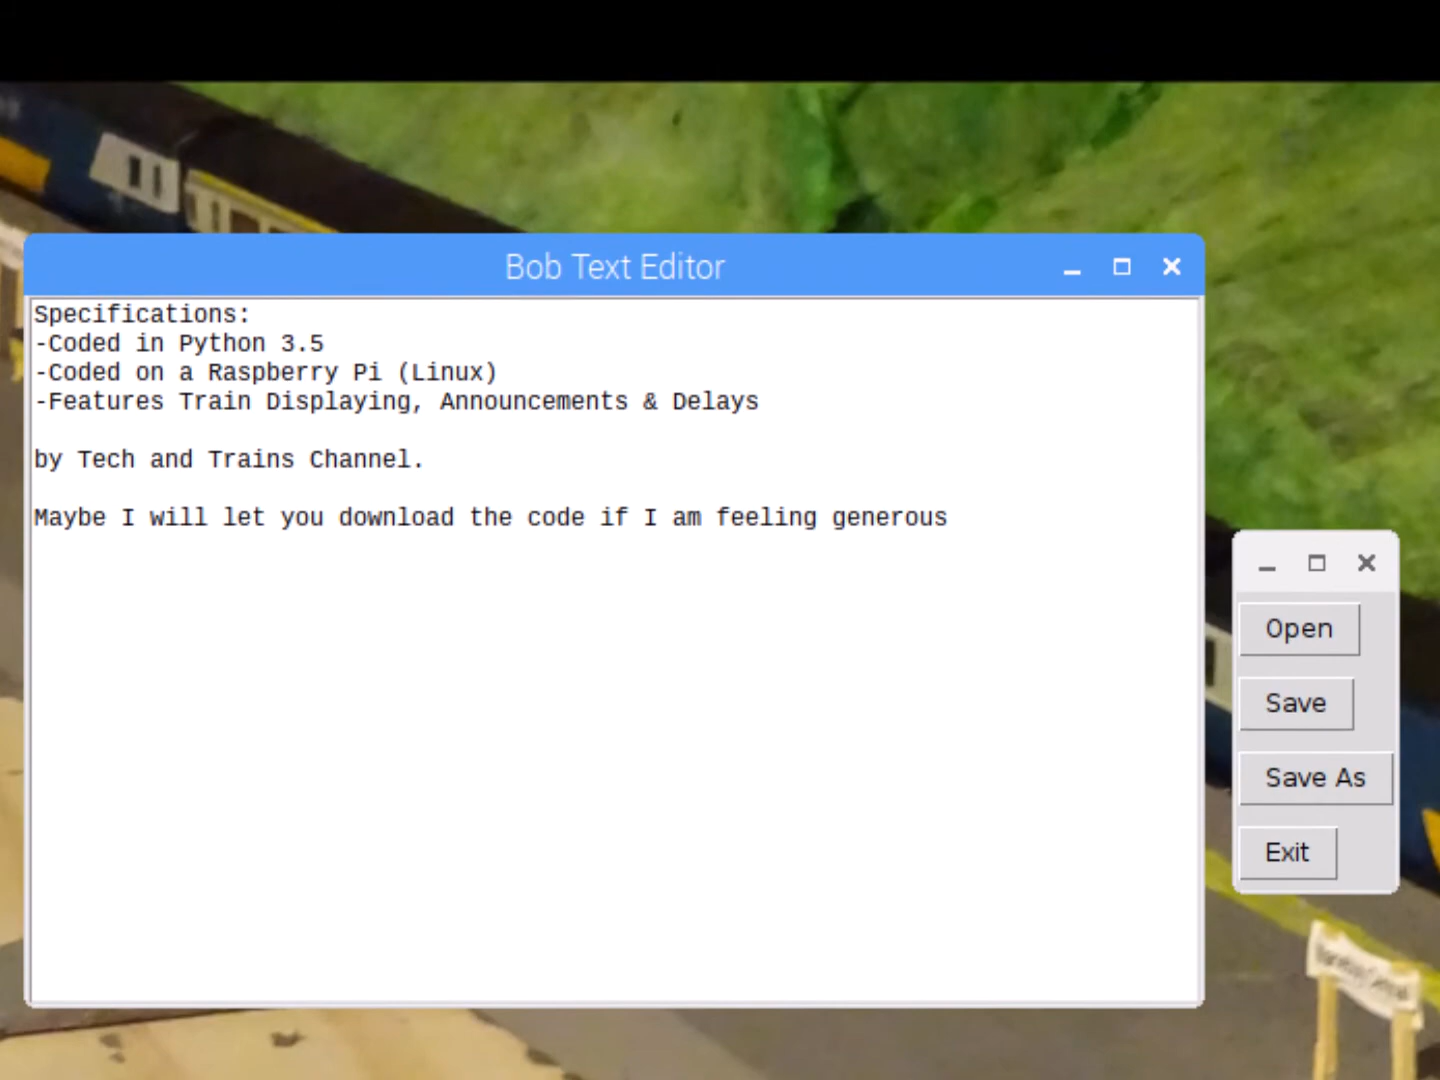 Bob Text Editor
Specifications:
-Coded in Python 3.5
-Coded on a Raspberry Pi (Linux)
-Features Train Displaying, Announcements & Delays
by Tech and Trains Channel.
Maybe I will let you download the code if I am feeling generous
Open
Save
Save As
Exit